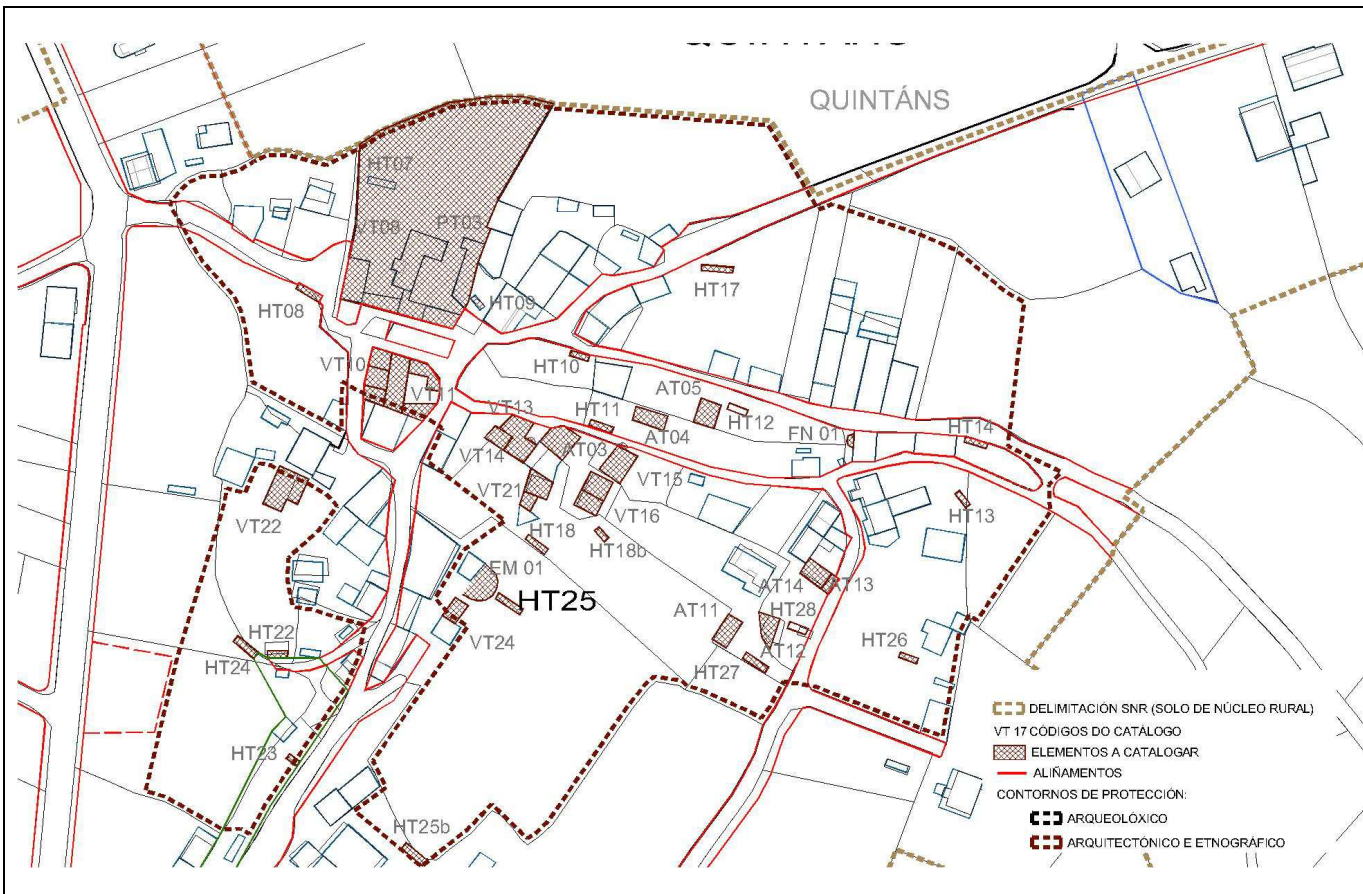 QUINTÁNS
HT07
VT08
PT03
HT08
HT09
HT17
VT10
VT11
HT10
AT05
HT12
HT11
AT04
VT13
AT03
VT14
FN 01
HT14
VT21
VT15
VT16
HT13
VT22
HT18
HT18b
EM 01
HT25
AT14
AT13
AT11
HT28
VT24
AT12
HT22
HT24
HT27
HT26
HT23
HT25b
DELIMITACIÓN SNR (SOLO DE NÚCLEO RURAL)
VT 17 CÓDIGOS DO CATÁLOGO
ELEMENTOS A CATALOGAR
ALIÑAMENTOS
CONTORNOS DE PROTECCIÓN:
ARQUEOLÓXICO
ARQUITECTÓNICO E ETNOGRÁFICO